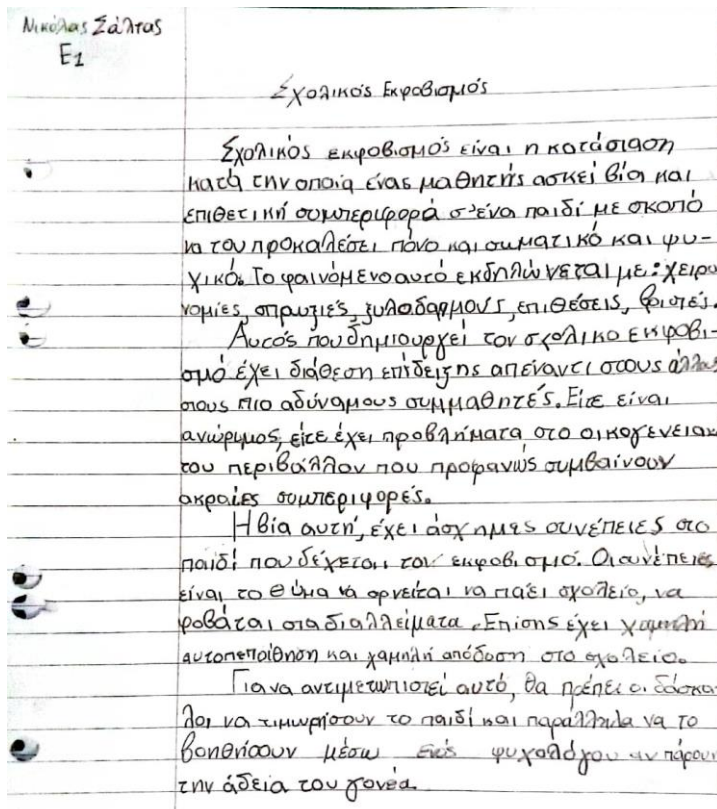 Νικόλας Σάλτας
Ε1
Σχολικός Εκφοβισμός
Σχολικός εκφοβισμός είναι η κατάσταση
κατά την οποία ένας μαθητής ασκεί βία και
επιθετική συμπεριφορά σ'ένα παιδί με σκοπό
να του προκαλέσει πόνο και σωματικό και ψυ-
χικό. Το φαινόμενο αυτό εκδηλώνεται με: χειρο
νομίες, σπρωξιές, ξυλοδαρμούς, επιθέσεις, βρισιές.
Αυτός που δημιουργεί τον σχολικο εκφοβι-
σμό έχει διάθεση επίδειξης απέναντι στους άλλους
στους πιο αδύναμους συμμαθητές. Είτε είναι
ανώριμος, είτε έχει προβλήματα στο οικογενειακ
του περιβάλλον που προφανώς συμβαίνουν
ακραίες συμπεριφορές.
Η βία αυτή, έχει άσχημες συνέπειες στο
παιδί που δέχεται τον εκφοβισμό. Οι συνέπειες
είναι το θύμα να αρνείται να πάει σχολείο, να
φοβάται στα διαλλείματα. Επίσης έχει χαμηλή
αυτοπεποίθηση και χαμηλή απόδοση στο σχολείο.
Για να αντιμετωπιστεί αυτό, θα πρέπει οι δάσκα
λοι να τιμωρήσουν το παιδί και παράλληλα να το
βοηθήσουν μέσω ενός ψυχολόγου αν πάρουν
την άδεια του γονέα.